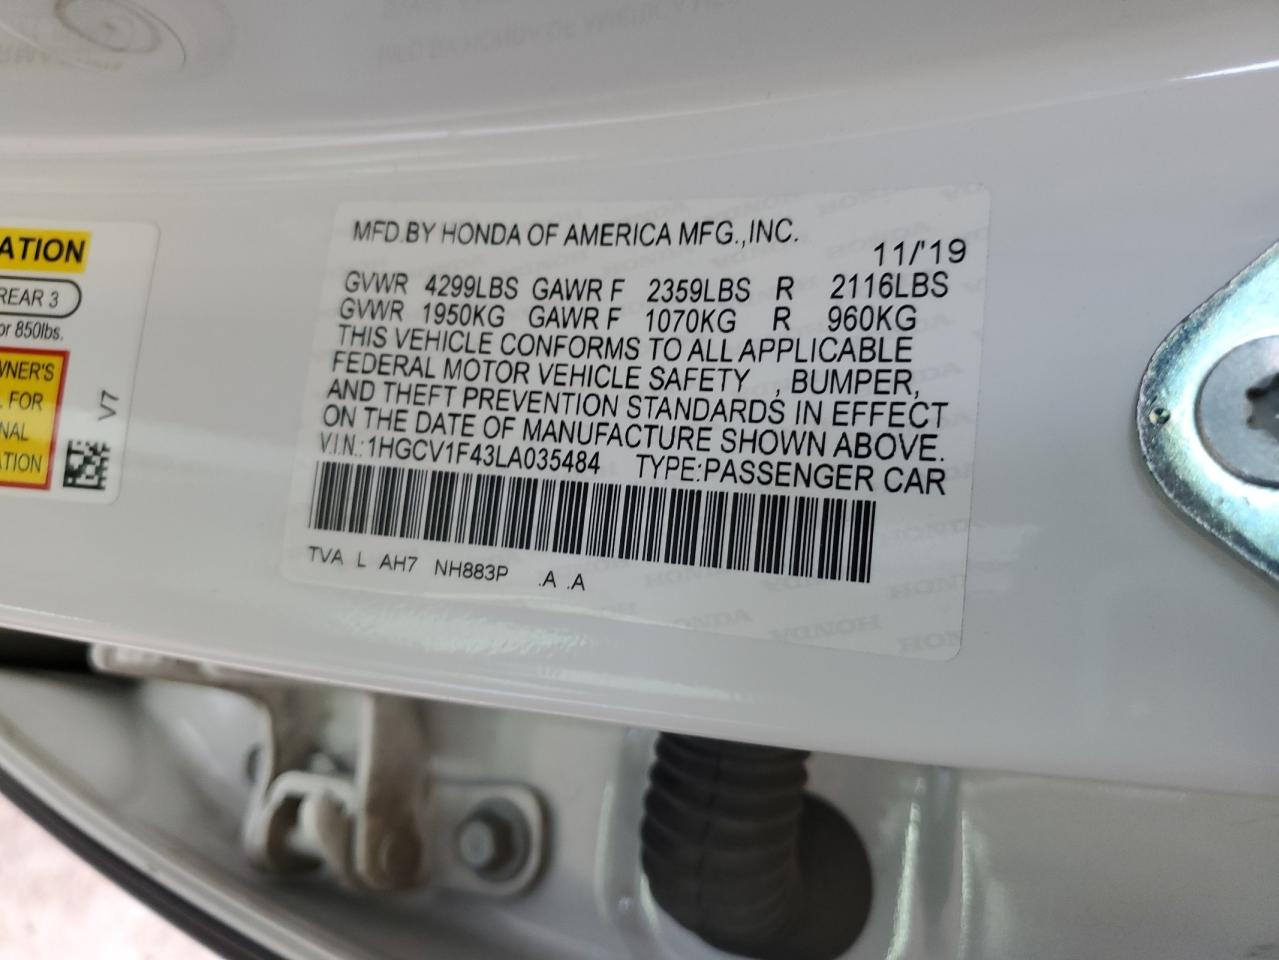 MFD.BY HONDA OF AMERICA MFG.,INC.
11/'19
GVWR 4299LBS GAWR F 2359LBS R 2116LBS
GVWR 1950KG GAWR F 1070KG R 960KG
THIS VEHICLE CONFORMS TO ALL APPLICABLE
FEDERAL MOTOR VEHICLE SAFETY , BUMPER,
AND THEFT PREVENTION STANDARDS IN EFFECT
ON THE DATE OF MANUFACTURE SHOWN ABOVE.
V.I.N.:1HGCV1F43LA035484 TYPE:PASSENGER CAR
TVA L AH7 NH883P .A .A
ATION
REAR 3
or 850lbs.
WNER'S
FOR
NAL
ATION
V7